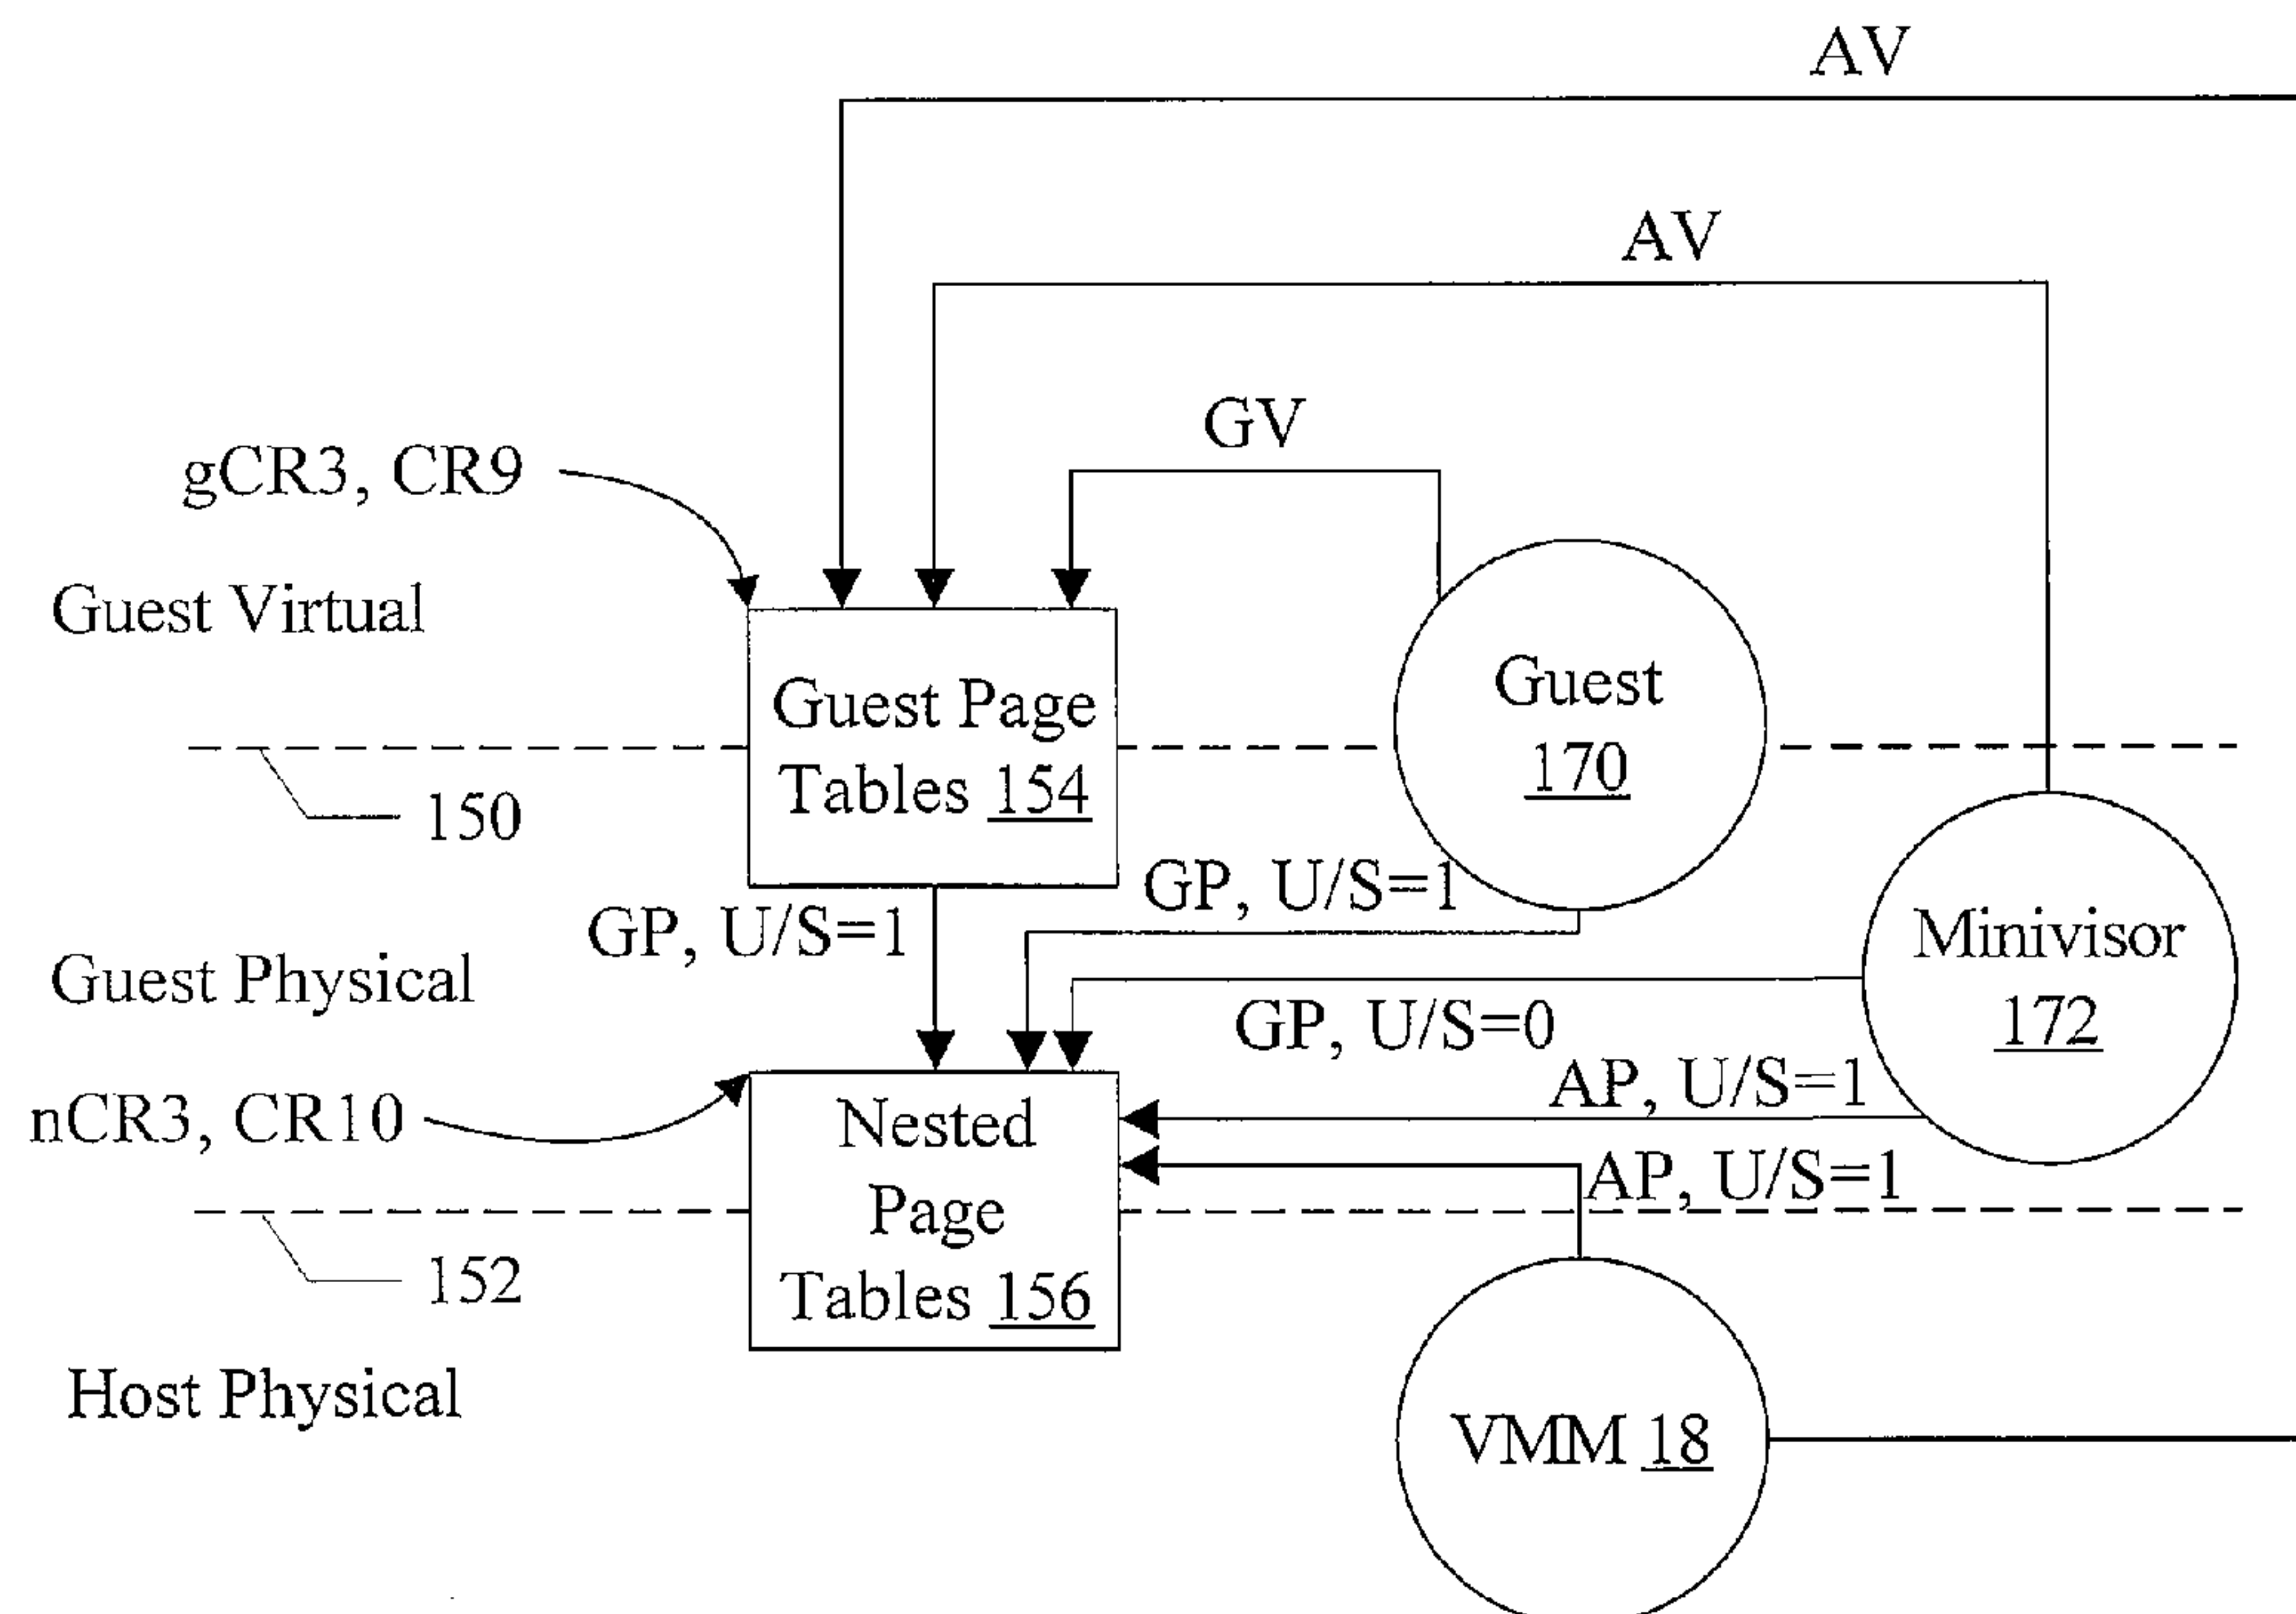 AV
AV
GV
gCR3, CR9
Guest Virtual
Guest Page
Tables 154
Guest
170
150
GP, U/S=1
GP, U/S=1
Guest Physical
Minivisor
172
GP, U/S=0
AP, U/S=1
nCR3, CR10
Nested
Page
Tables 156
AP, U/S=1
152
Host Physical
VMM 18